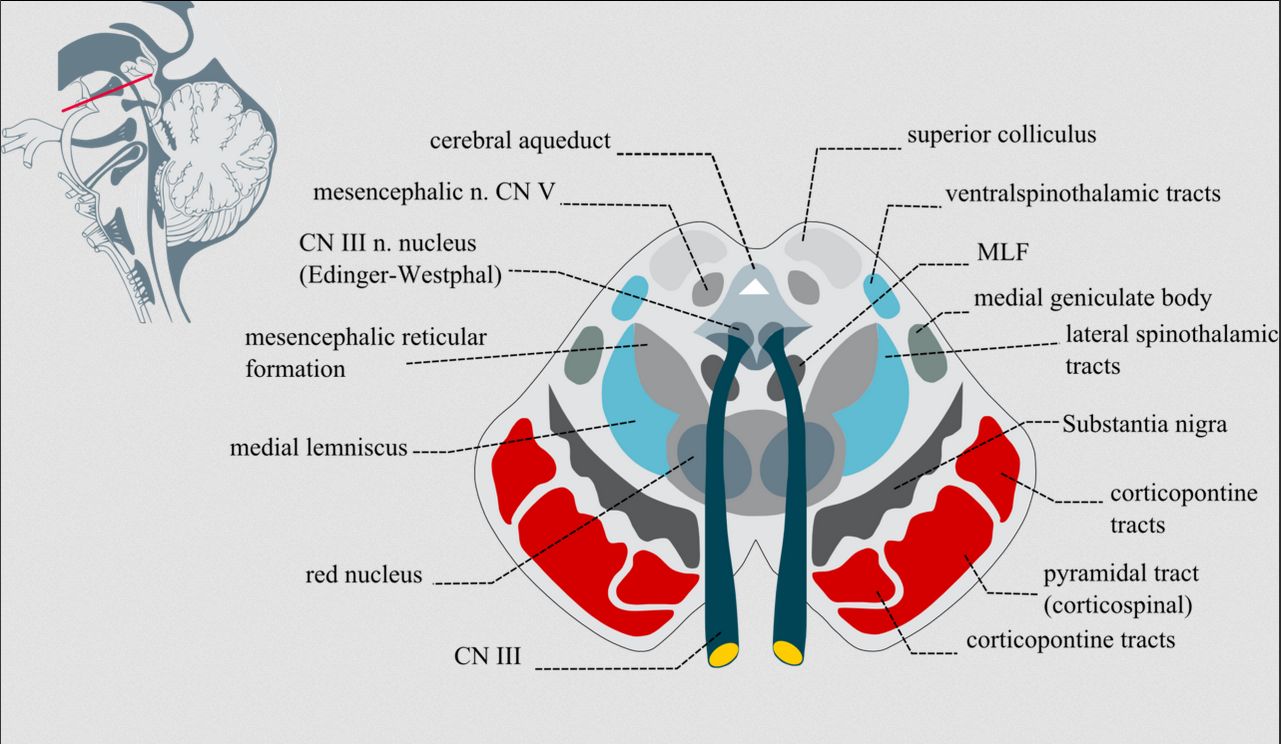 cerebral aqueduct
mesencephalic n. CN V
CN III n. nucleus
(Edinger-Westphal)
mesencephalic reticular
formation
medial lemniscus
red nucleus
CN III
superior colliculus
ventralspinothalamic tracts
MLF
medial geniculate body
lateral spinothalamic
tracts
Substantia nigra
corticopontine
tracts
pyramidal tract
(corticospinal)
corticopontine tracts